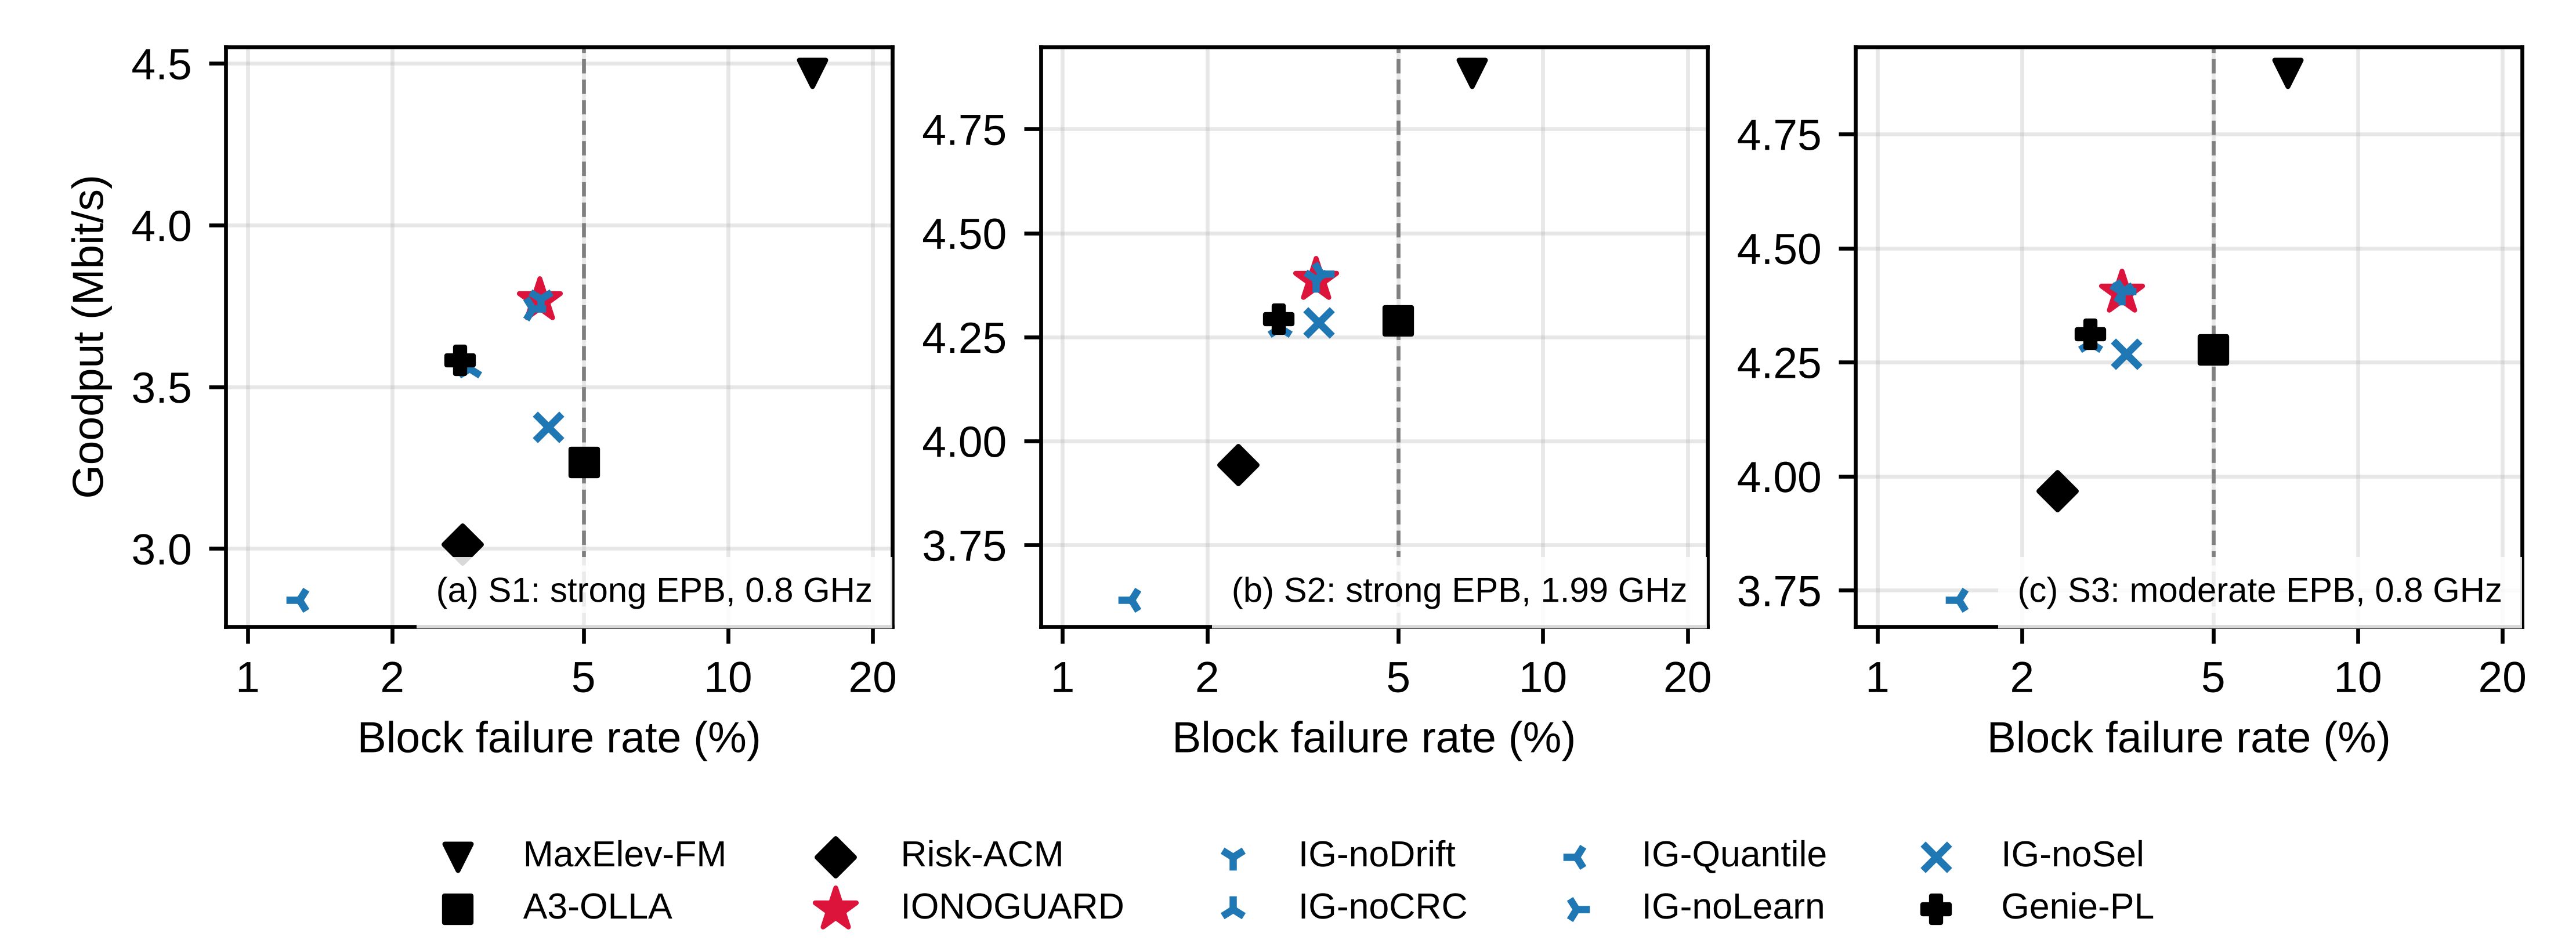 Goodput (Mbit/s)
4.5
4.0
3.5
3.0
(a) S1: strong EPB, 0.8 GHz
1 2 5 10 20
Block failure rate (%)
4.75
4.50
4.25
4.00
3.75
(b) S2: strong EPB, 1.99 GHz
1 2 5 10 20
Block failure rate (%)
4.75
4.50
4.25
4.00
3.75
(c) S3: moderate EPB, 0.8 GHz
1 2 5 10 20
Block failure rate (%)
MaxElev-FM Risk-ACM IG-noDrift IG-Quantile IG-noSel
A3-OLLA IONOGUARD IG-noCRC IG-noLearn Genie-PL